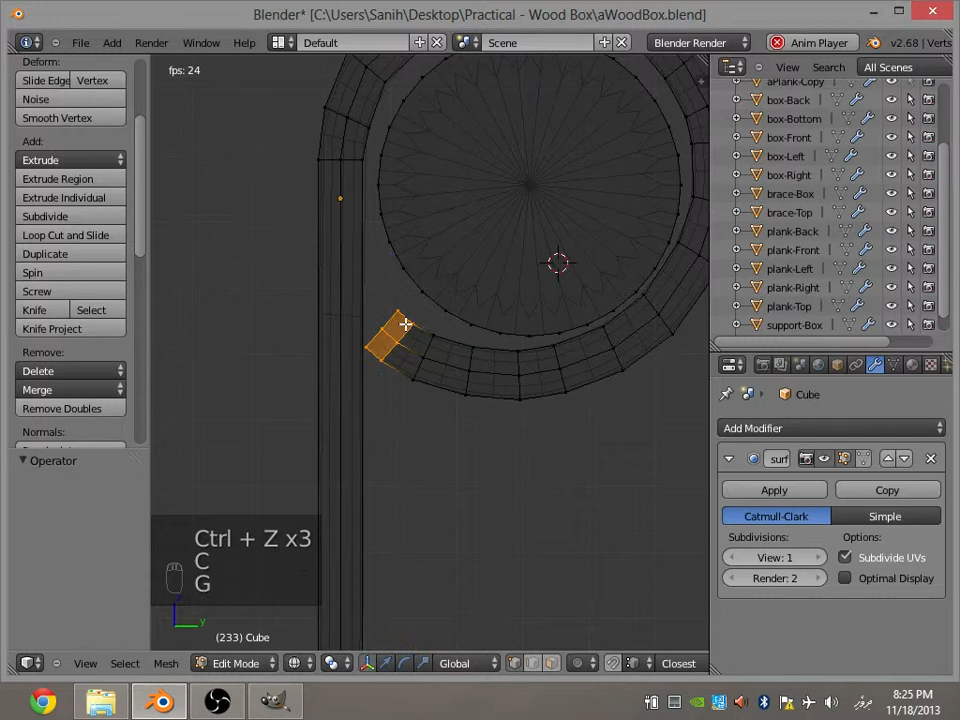 Blender* [C:\Users\Sanih\Desktop\Practical - Wood Box\aWoodBox.blend]
File Add Render Window Help Default Scene Blender Render Anim Player v2.68 | Verts
Deform:
Slide Edge Vertex
Noise
Smooth Vertex
Add:
Extrude
Extrude Region
Extrude Individual
Subdivide
Loop Cut and Slide
Duplicate
Spin
Screw
Knife Select
Knife Project
Remove:
Delete
Merge
Remove Doubles
Normals:
Operator
fps: 24
Ctrl + Z x3
C
G
z
y
(233) Cube
View Select Mesh Edit Mode Global Closest
View Search All Scenes
aPlank-Copy
box-Back
box-Bottom
box-Front
box-Left
box-Right
brace-Box
brace-Top
plank-Back
plank-Front
plank-Left
plank-Right
plank-Top
support-Box
Cube
Add Modifier
surf
Apply Copy
Catmull-Clark Simple
Subdivisions: Options:
View: 1 Subdivide UVs
Render: 2 Optimal Display
8:25 PM
11/18/2013